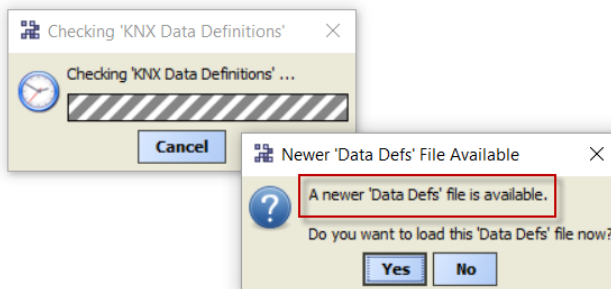 Checking 'KNX Data Definitions'
Checking 'KNX Data Definitions' ...
Cancel
Newer 'Data Defs' File Available
A newer 'Data Defs' file is available.
Do you want to load this 'Data Defs' file now?
Yes No